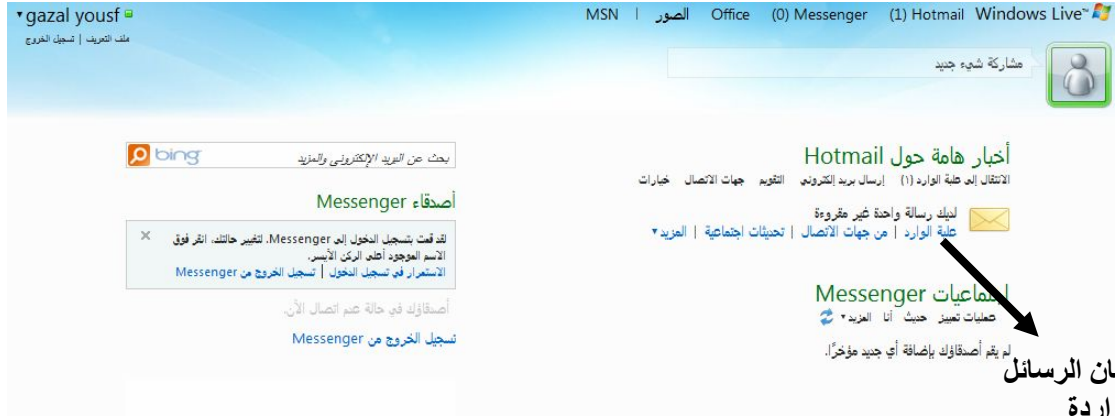 Windows Live™ Hotmail (1) Messenger (0) Office الصور | MSN
gazal yousf
ملف التعريف | تسجيل الخروج
مشاركة شيء جديد
أخبار هامة حول Hotmail
الانتقال إلى علبة الوارد (١) إرسال بريد إلكتروني التقويم جهات الاتصال خيارات
لديك رسالة واحدة غير مقروءة
علبة الوارد | من جهات الاتصال | تحديثات اجتماعية | المزيد
Messenger
عمليات تمييز حديث أنا المزيد
لم يقم أصدقاؤك بإضافة أي جديد مؤخرًا.
الرسائل
بحث عن البريد الإلكتروني والمزيد bing
أصدقاء Messenger
لقد قمت بتسجيل الدخول إلى Messenger. لتغيير حالتك، انقر فوق
الاسم الموجود أعلى الركن الأيسر.
الاستمرار في تسجيل الدخول | تسجيل الخروج من Messenger
أصدقاؤك في حالة عدم اتصال الآن.
تسجيل الخروج من Messenger